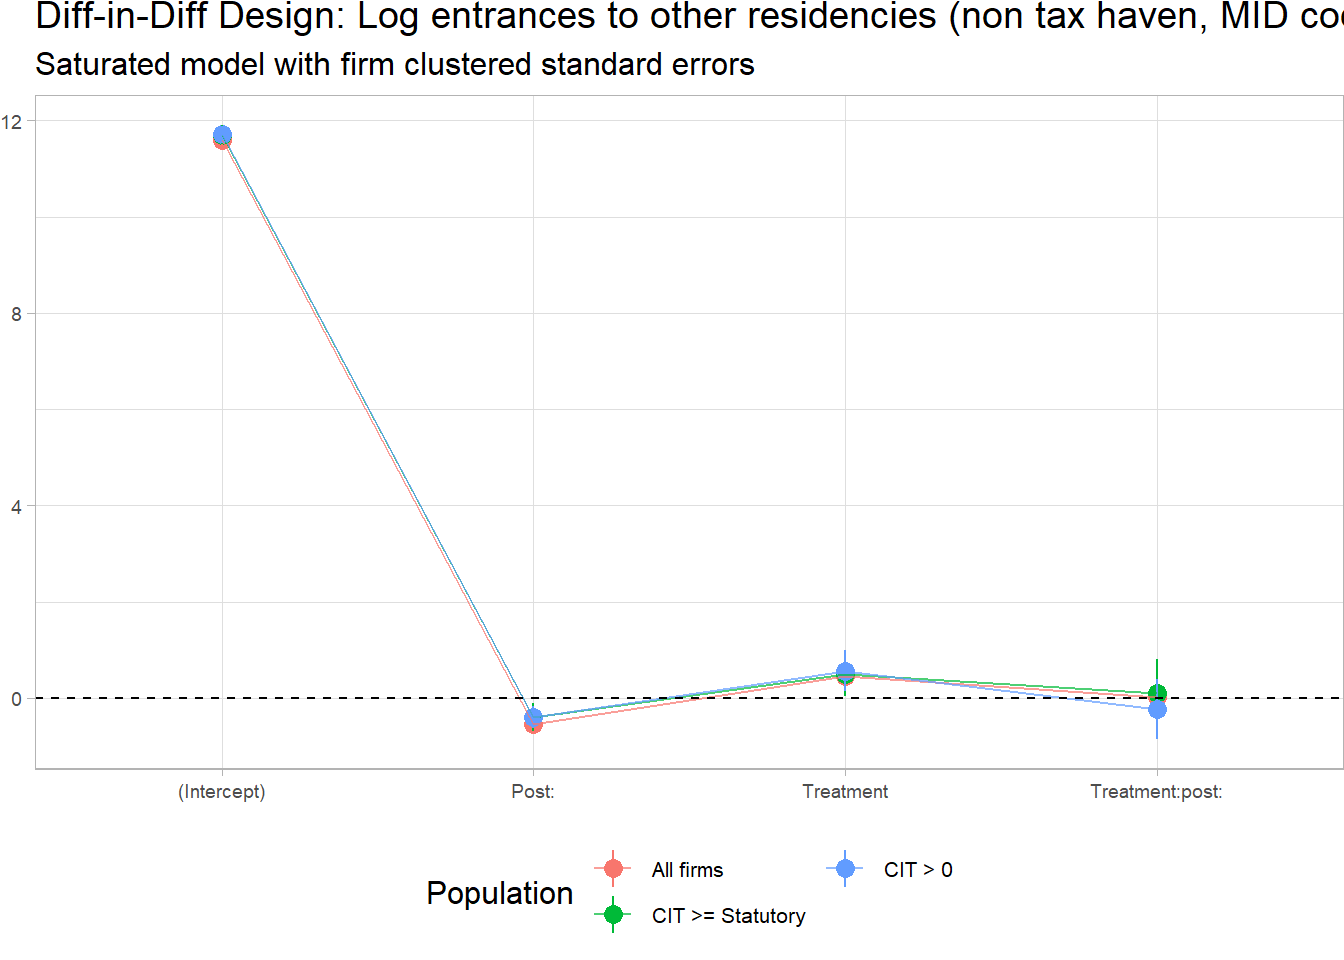 Diff-in-Diff Design: Log entrances to other residencies (non tax haven, MID
Saturated model with firm clustered standard errors
12
8
4
0
(Intercept) Post: Treatment Treatment:post:
Population
All firms CIT > 0
CIT >= Statutory